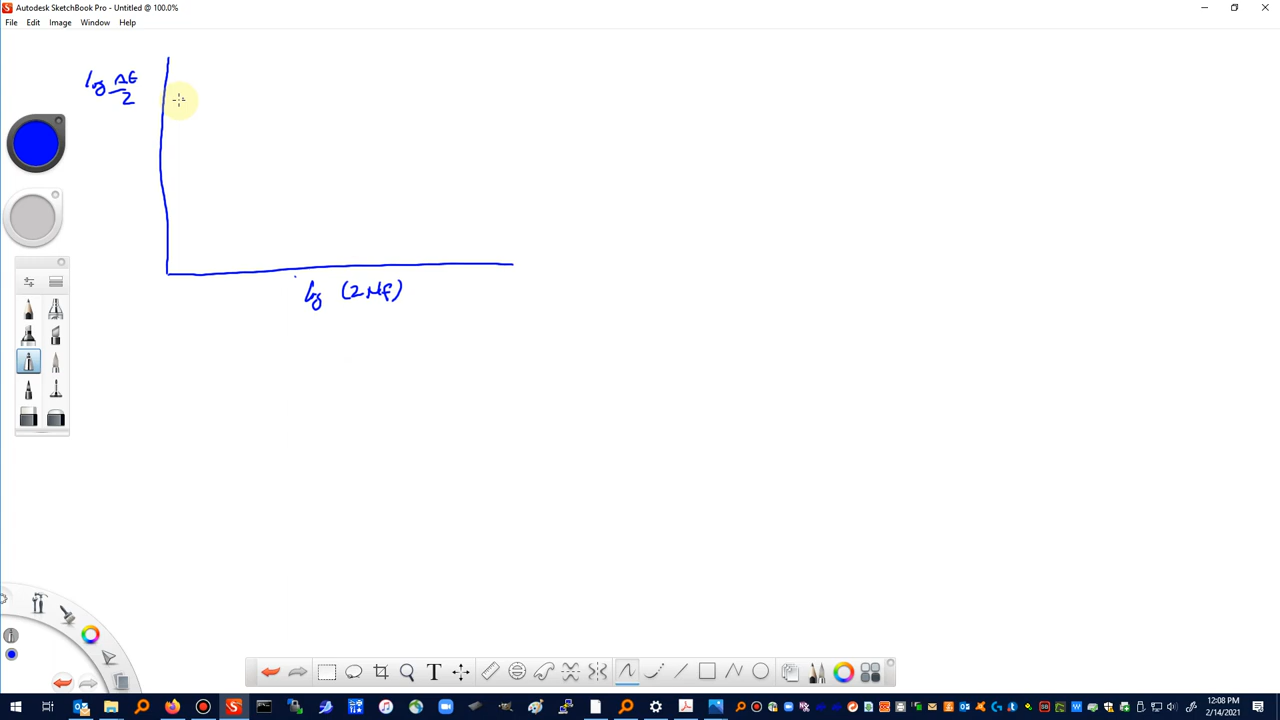 Autodesk SketchBook Pro - Untitled @ 100.0%
File Edit Image Window Help
log Δϵ
2
log (2Nf)
12:08 PM
2/14/2021